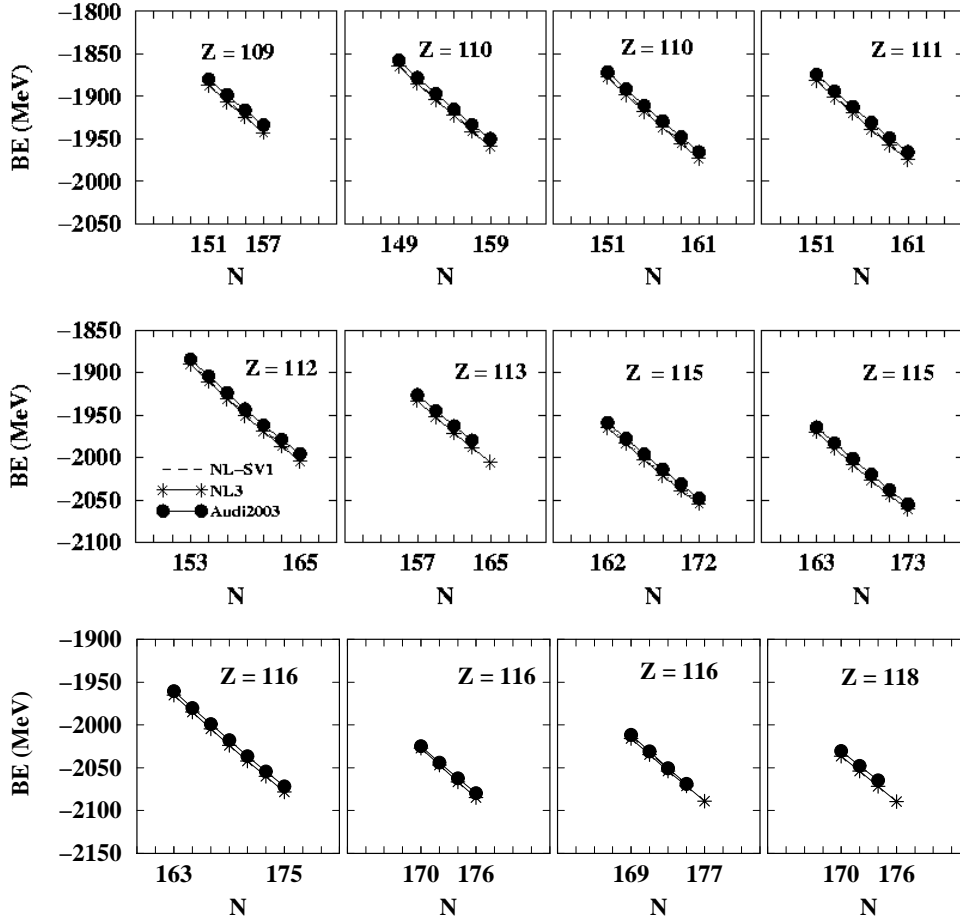 −1800
−1850
−1900
−1950
−2000
−2050
BE (MeV)
Z = 109
Z = 110
Z = 110
Z = 111
151 157
149 159
151 161
151 161
N N N N
−1850
−1900
−1950
−2000
−2050
−2100
BE (MeV)
Z = 112
Z = 113
Z = 115
Z = 115
NL−SV1
NL3
Audi2003
153 165
157 165
162 172
163 173
N N N N
−1900
−1950
−2000
−2050
−2100
−2150
BE (MeV)
Z = 116
Z = 116
Z = 116
Z = 118
163 175
170 176
169 177
170 176
N N N N